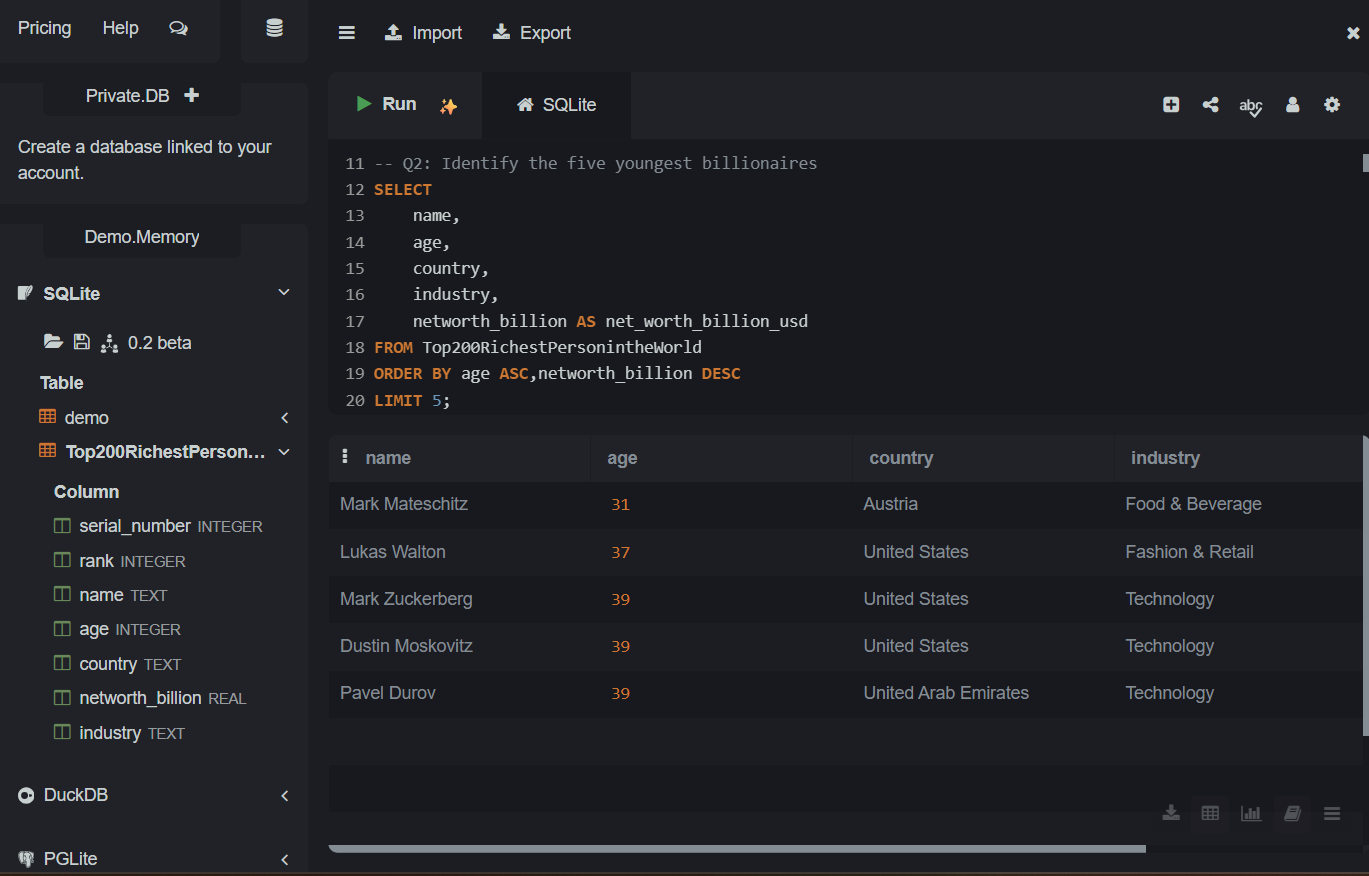 Pricing Help
Import Export
Private.DB
Create a database linked to your
account.
Demo.Memory
SQLite
0.2 beta
Table
demo
Top200RichestPerson...
Column
serial_number INTEGER
rank INTEGER
name TEXT
age INTEGER
country TEXT
networth_billion REAL
industry TEXT
DuckDB
PGLite
Run SQLite abc
11 -- Q2: Identify the five youngest billionaires
12 SELECT
13 name,
14 age,
15 country,
16 industry,
17 networth_billion AS net_worth_billion_usd
18 FROM Top200RichestPersonintheWorld
19 ORDER BY age ASC,networth_billion DESC
20 LIMIT 5;
name age country industry
Mark Mateschitz 31 Austria Food & Beverage
Lukas Walton 37 United States Fashion & Retail
Mark Zuckerberg 39 United States Technology
Dustin Moskovitz 39 United States Technology
Pavel Durov 39 United Arab Emirates Technology